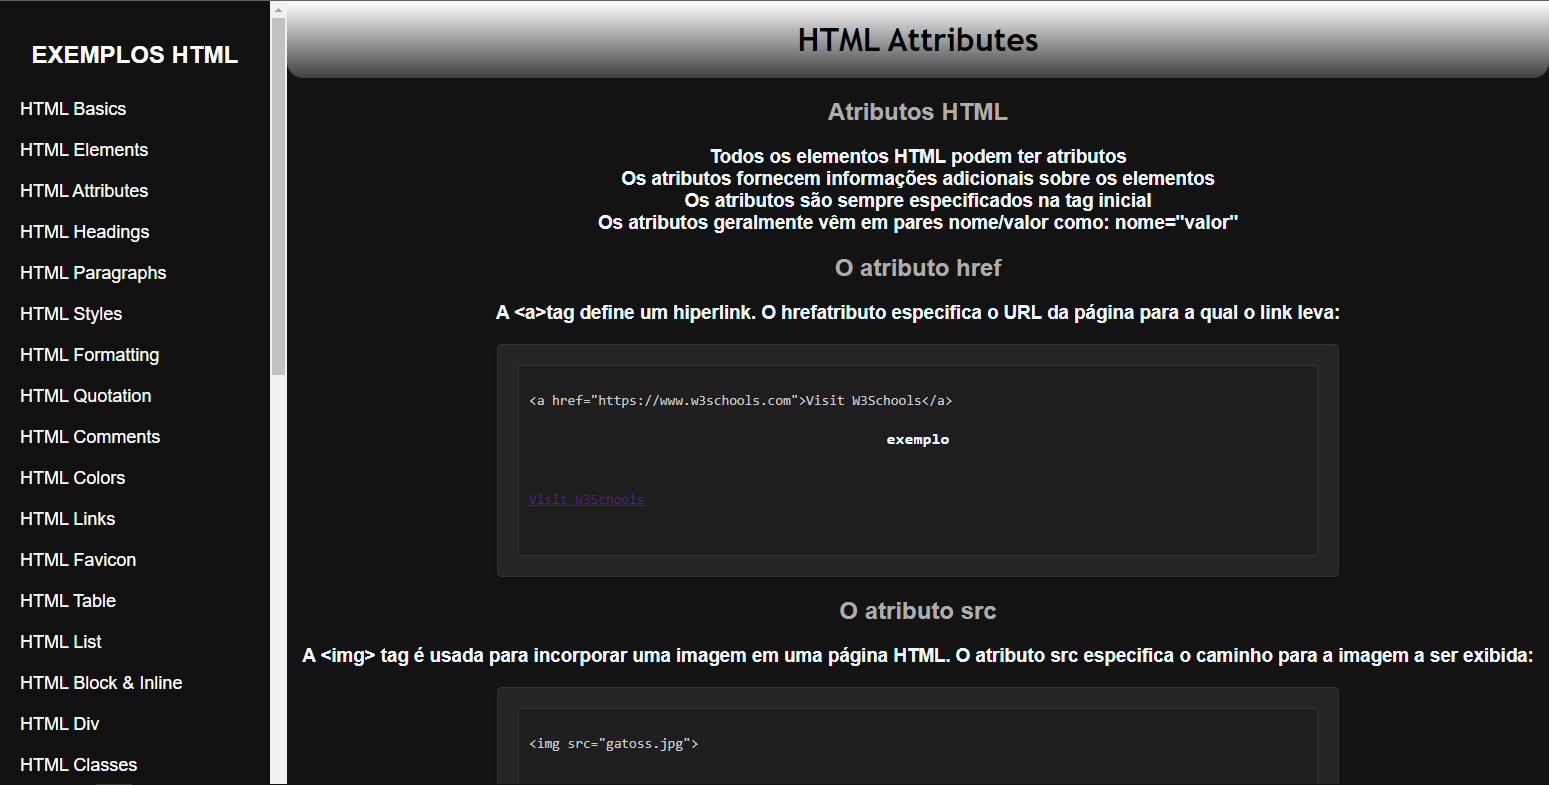 EXEMPLOS HTML
HTML Basics
HTML Elements
HTML Attributes
HTML Headings
HTML Paragraphs
HTML Styles
HTML Formatting
HTML Quotation
HTML Comments
HTML Colors
HTML Links
HTML Favicon
HTML Table
HTML List
HTML Block & Inline
HTML Div
HTML Classes
HTML Attributes
Atributos HTML
Todos os elementos HTML podem ter atributos
Os atributos fornecem informações adicionais sobre os elementos
Os atributos são sempre especificados na tag inicial
Os atributos geralmente vêm em pares nome/valor como: nome="valor"
O atributo href
A <a>tag define um hiperlink. O hrefatributo especifica o URL da página para a qual o link leva:
<a href="https://www.w3schools.com">Visit W3Schools</a>
exemplo
Visit W3Schools
O atributo src
A <img> tag é usada para incorporar uma imagem em uma página HTML. O atributo src especifica o caminho para a imagem a ser exibida:
<img src="gatoss.jpg">